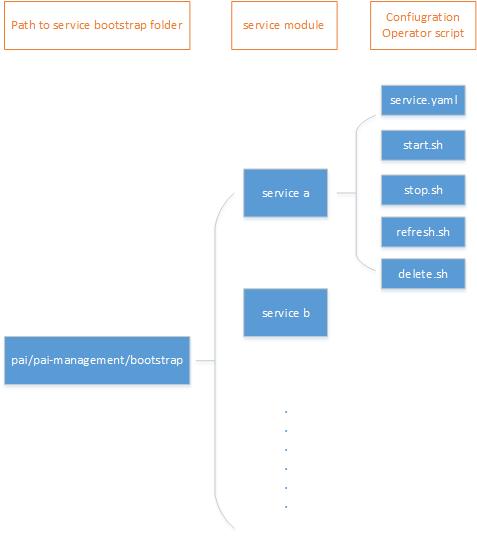 Path to service bootstrap folder
service module
Confiugration
Operator script
service.yaml
start.sh
service a
stop.sh
refresh.sh
delete.sh
service b
pai/pai-management/bootstrap